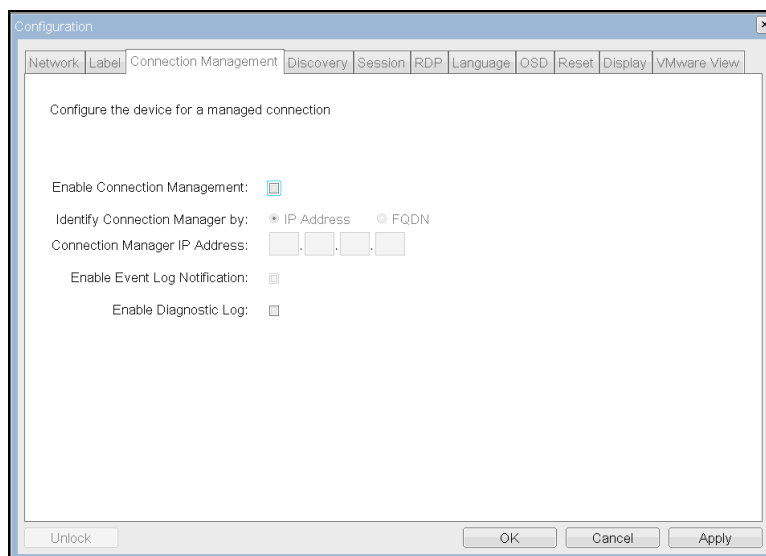 Configuration
Network Label Connection Management Discovery Session RDP Language OSD Reset Display VMware View
Configure the device for a managed connection
Enable Connection Management:
Identify Connection Manager by: IP Address FQDN
Connection Manager IP Address: . . .
Enable Event Log Notification:
Enable Diagnostic Log:
Unlock OK Cancel Apply